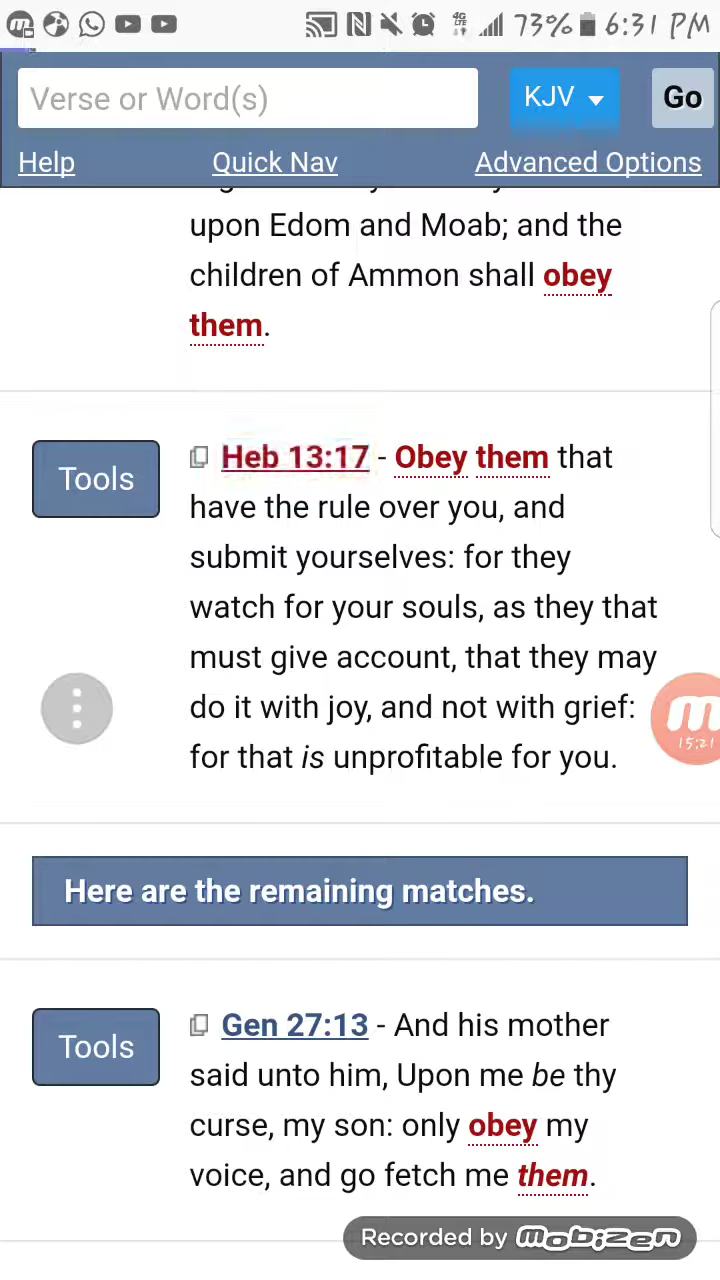 4G
LTE
73%
6:31 PM
Verse or Word(s)
KJV
Go
Help
Quick Nav
Advanced Options
upon Edom and Moab; and the
children of Ammon shall obey
them.
Tools
Heb 13:17 - Obey them that
have the rule over you, and
submit yourselves: for they
watch for your souls, as they that
must give account, that they may
do it with joy, and not with grief:
for that is unprofitable for you.
m
15:21
Here are the remaining matches.
Tools
Gen 27:13 - And his mother
said unto him, Upon me be thy
curse, my son: only obey my
voice, and go fetch me them.
Recorded by mobizen